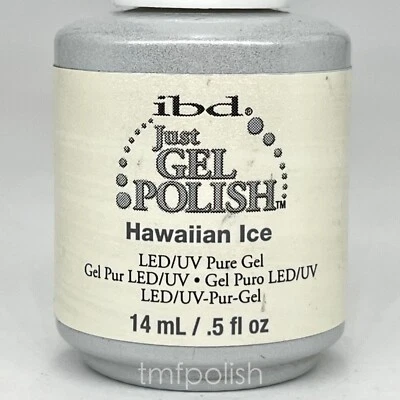 ibd®
Just
GEL
POLISH™
Hawaiian Ice
LED/UV Pure Gel
Gel Pur LED/UV • Gel Puro LED/UV
LED/UV-Pur-Gel
14 mL / .5 fl oz
tmfpolish